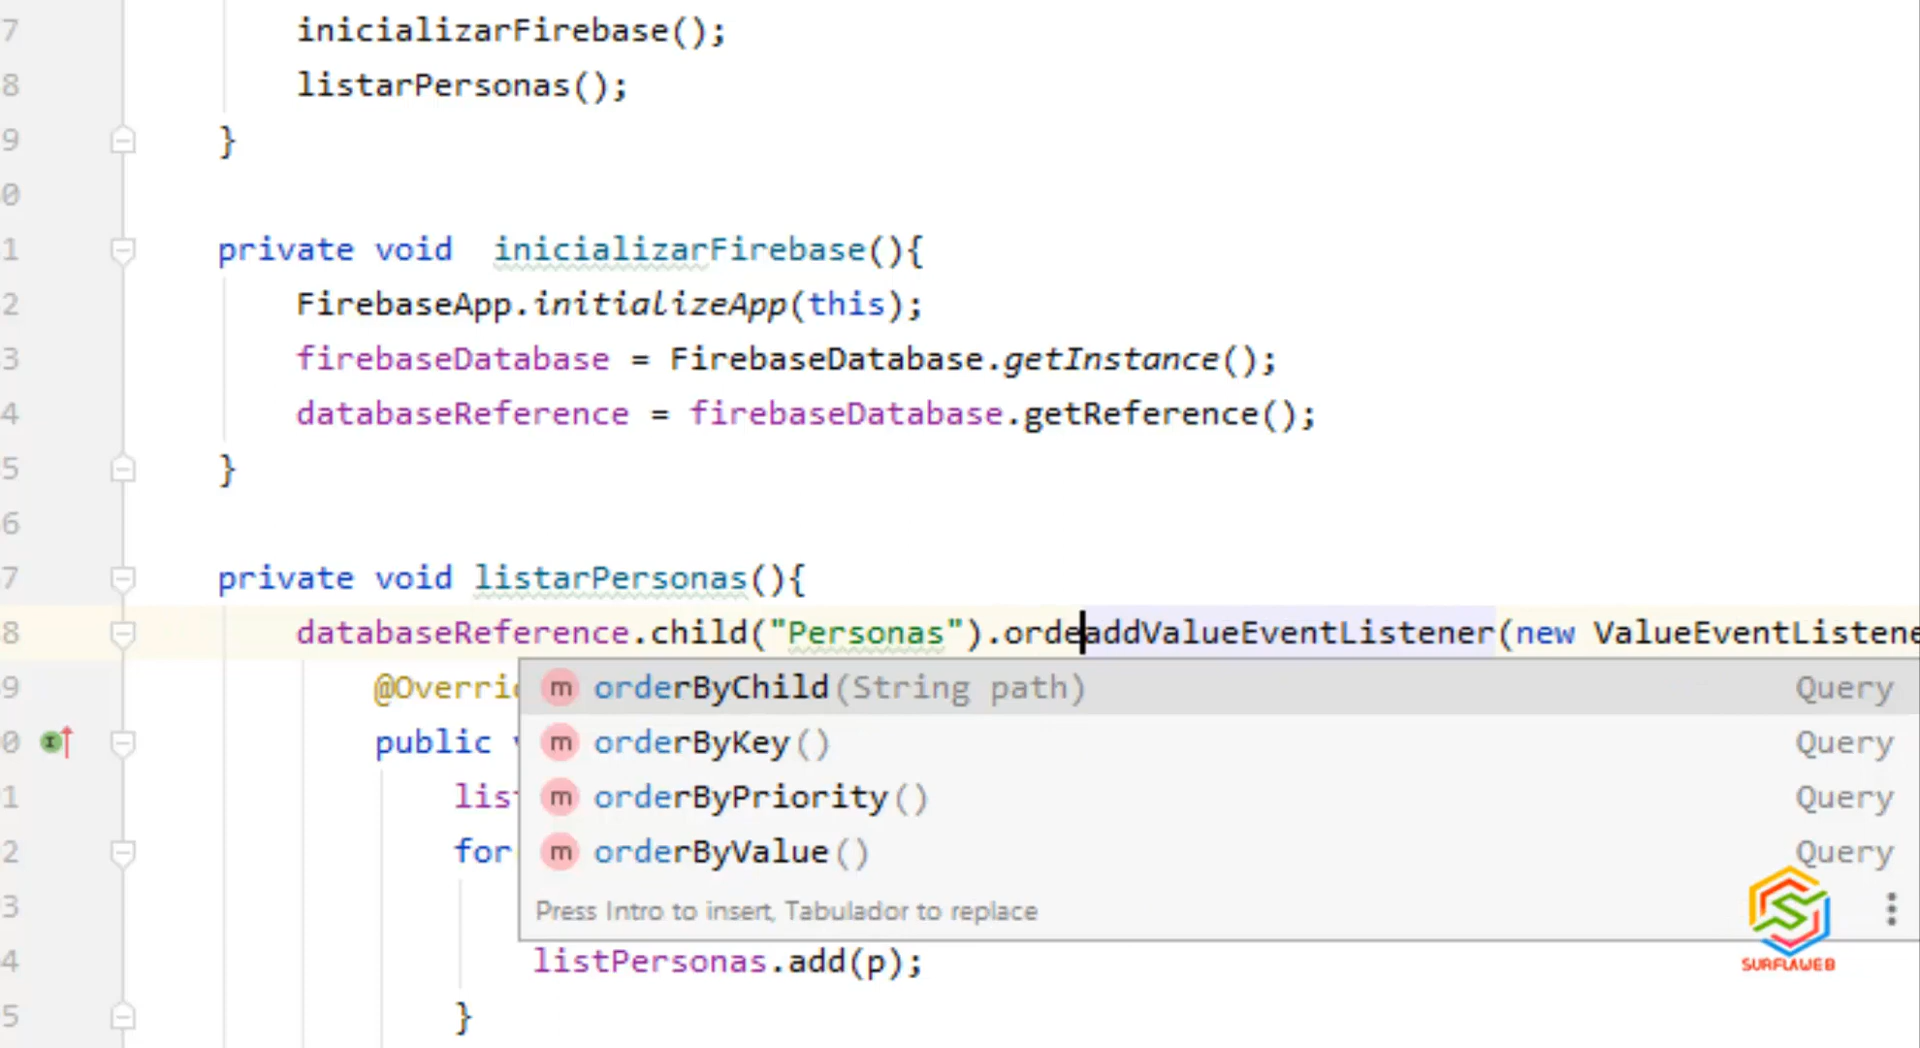 7 inicializarFirebase();
8 listarPersonas();
9 }
0
1 private void  inicializarFirebase(){
2 FirebaseApp.initializeApp(this);
3 firebaseDatabase = FirebaseDatabase.getInstance();
4 databaseReference = firebaseDatabase.getReference();
5 }
6
7 private void listarPersonas(){
8 databaseReference.child("Personas").ordeaddValueEventListener(new ValueEventListene
9 @Overri m orderByChild(String path) Query
0 public m orderByKey() Query
1 lis m orderByPriority() Query
2 for m orderByValue() Query
3 Press Intro to insert, Tabulador to replace
4 listPersonas.add(p);
SURFLAWEB
5 }